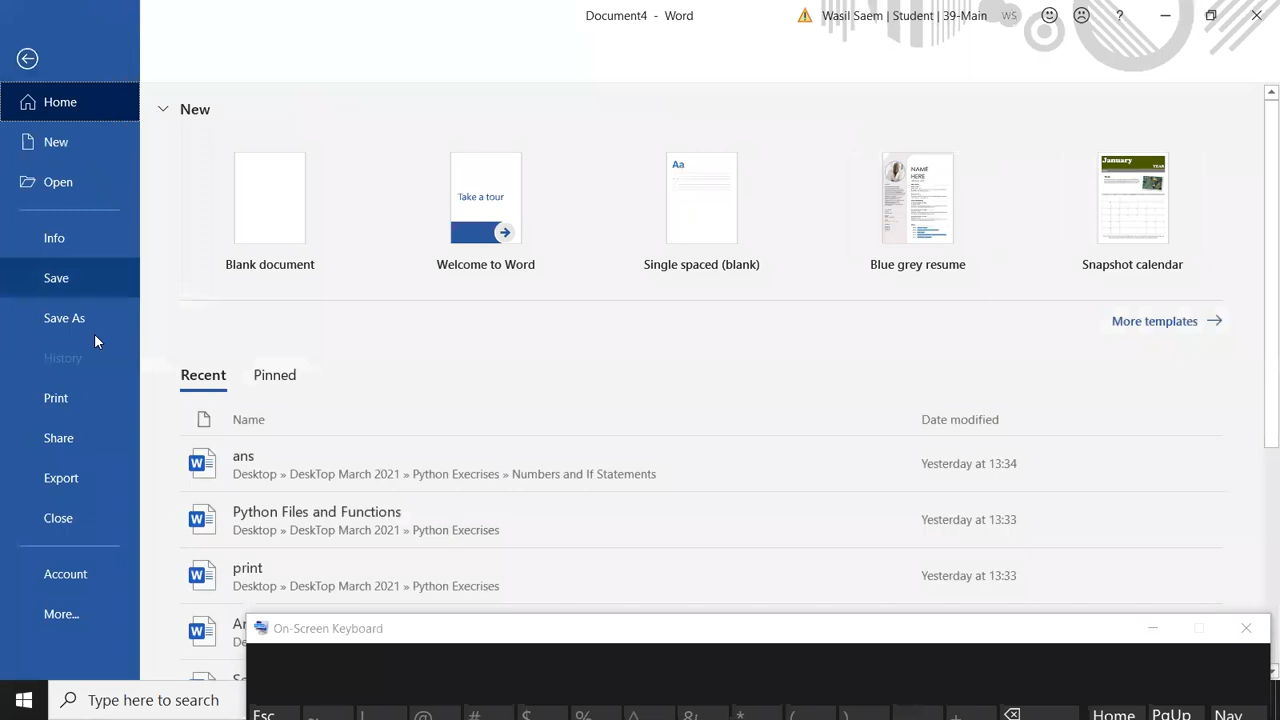 Document4 - Word
Wasil Saem | Student | 39-Main
WS
?
Home
New
Open
Info
Save
Save As
History
Print
Share
Export
Close
Account
More...
New
Take a tour
Aa
NAME
HERE
January
YEAR
Blank document
Welcome to Word
Single spaced (blank)
Blue grey resume
Snapshot calendar
More templates
Recent
Pinned
Name
Date modified
ans
Desktop » DeskTop March 2021 » Python Execrises » Numbers and If Statements
Yesterday at 13:34
Python Files and Functions
Desktop » DeskTop March 2021 » Python Execrises
Yesterday at 13:33
print
Desktop » DeskTop March 2021 » Python Execrises
Yesterday at 13:33
On-Screen Keyboard
Type here to search
Esc ~ ! @ # $ % ^ & * ( ) _ + Home PgUp Nav